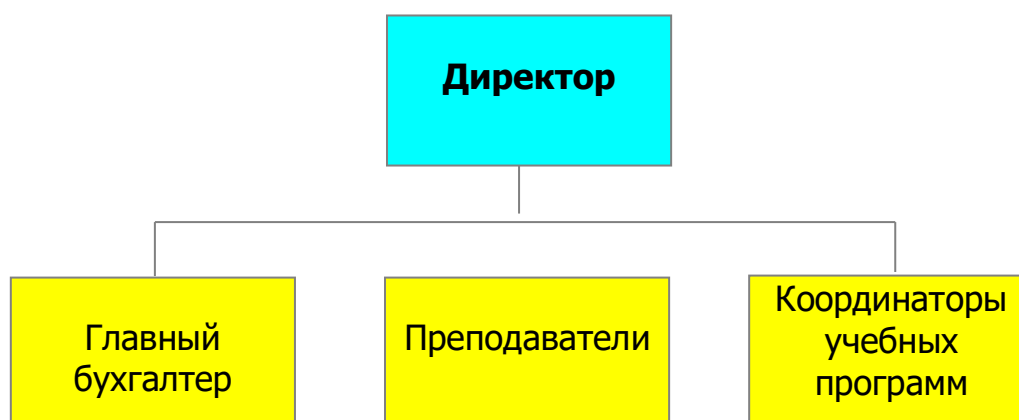 Директор
Главный
бухгалтер
Преподаватели
Координаторы
учебных
программ